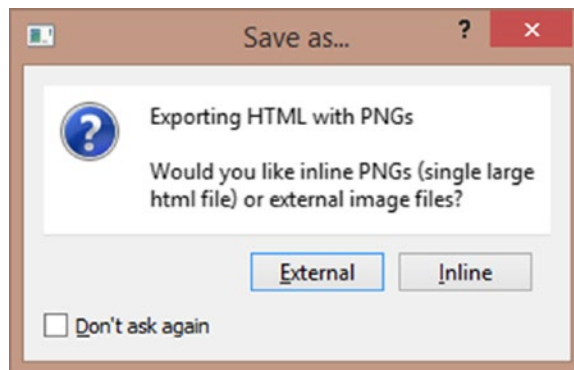 Save as...
?
Exporting HTML with PNGs
Would you like inline PNGs (single large
html file) or external image files?
External
Inline
Don't ask again